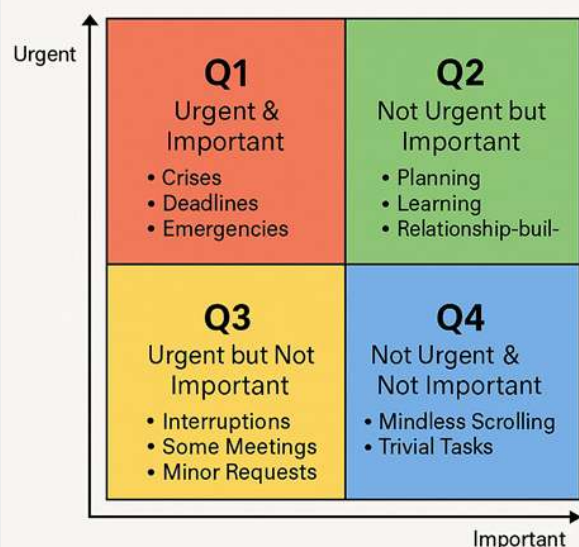 Urgent
Q1
Urgent &
Important
• Crises
• Deadlines
• Emergencies
Q2
Not Urgent but
Important
• Planning
• Learning
• Relationship-buil-
Q3
Urgent but Not
Important
• Interruptions
• Some Meetings
• Minor Requests
Q4
Not Urgent &
Not Important
• Mindless Scrolling
• Trivial Tasks
Important